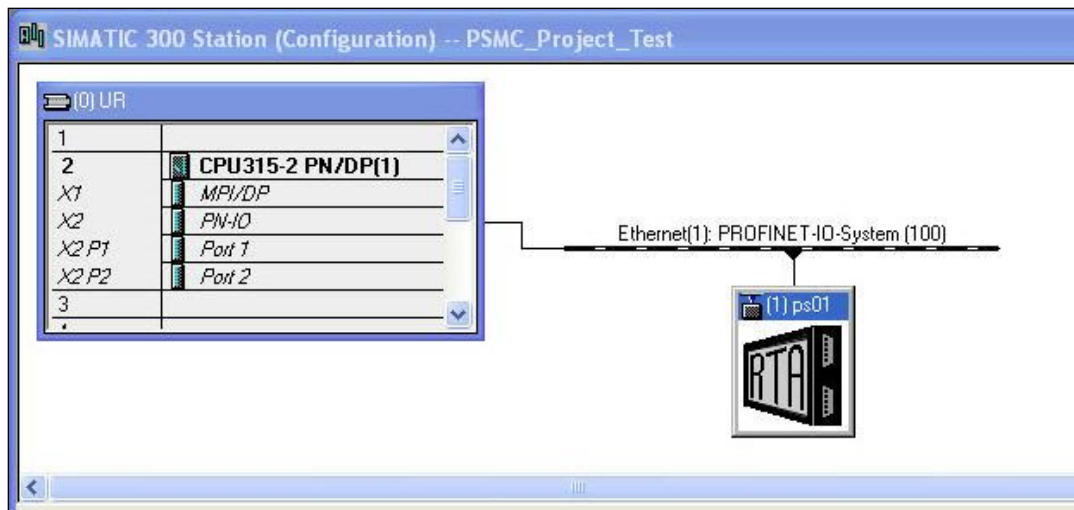 SIMATIC 300 Station (Configuration) -- PSMC_Project_Test
(0) UR
1
2 CPU315-2 PN/DP(1)
X1 MPI/DP
X2 PN-IO
X2 P1 Port 1
X2 P2 Port 2
3
Ethernet(1): PROFINET-IO-System (100)
(1) ps01
RTA